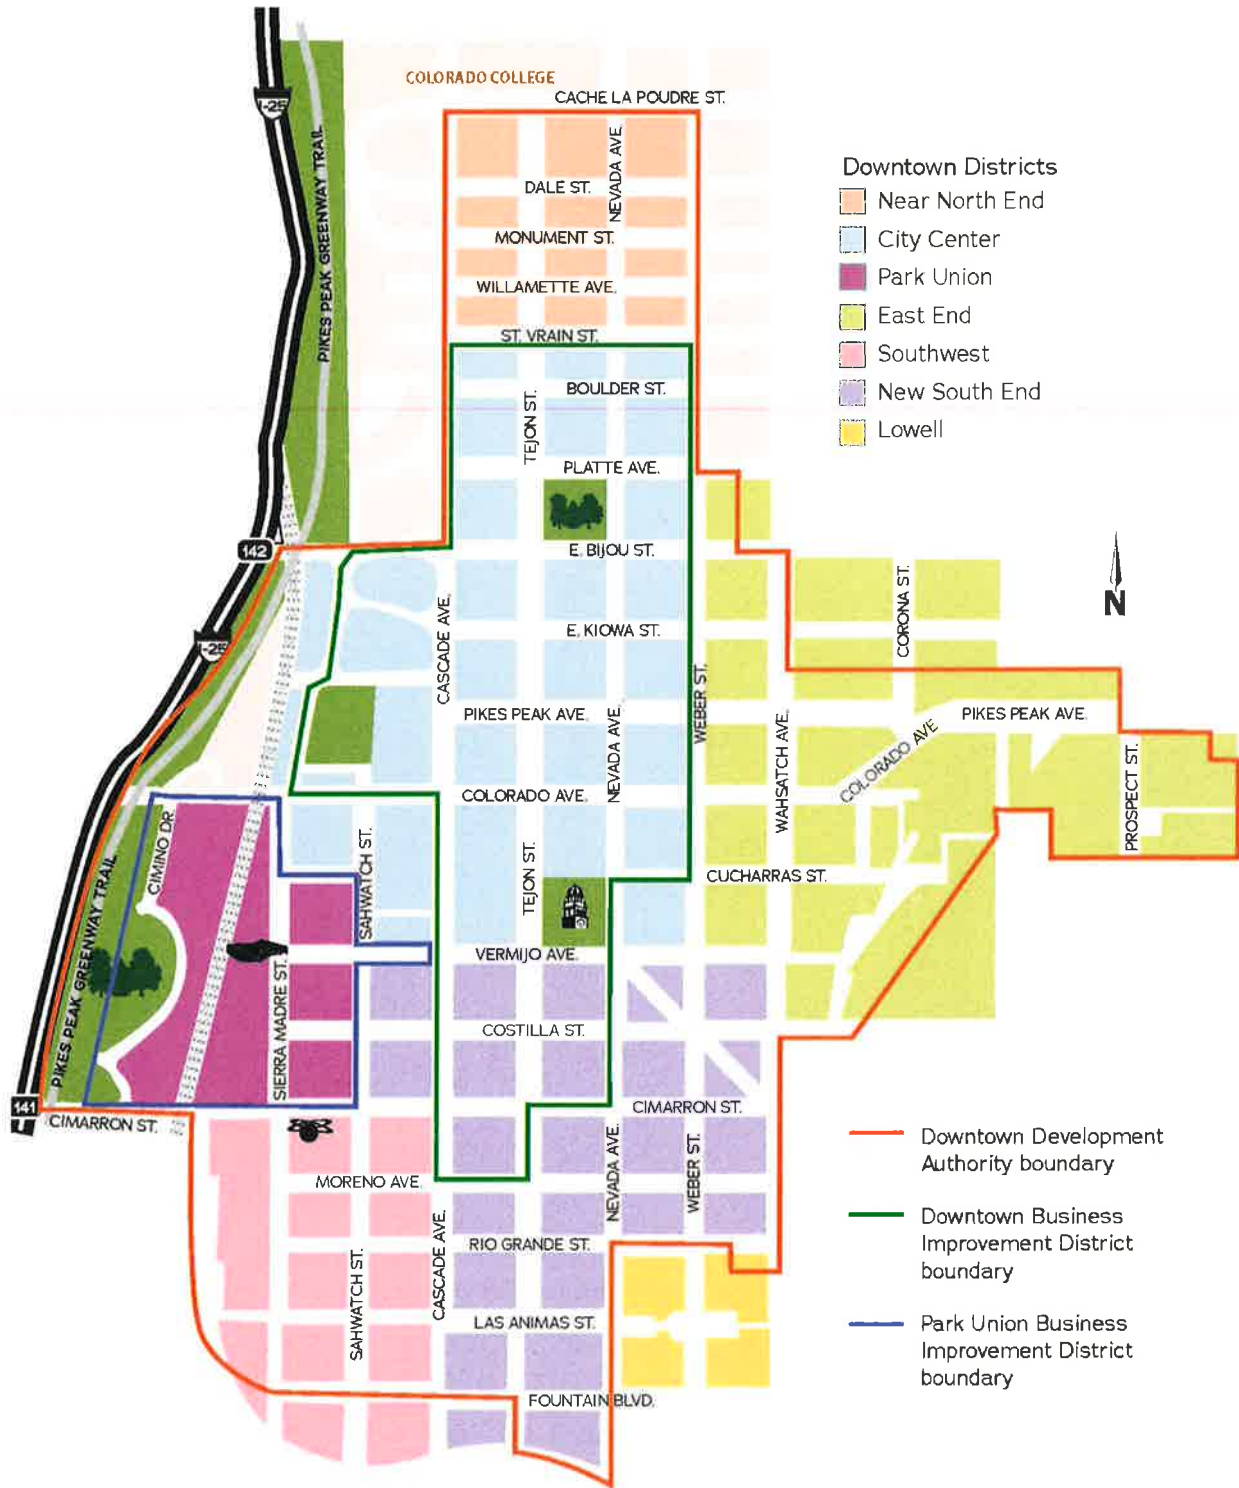 COLORADO COLLEGE
CACHE LA POUDRE ST.
I-25
PIKES PEAK GREENWAY TRAIL
NEVADA AVE.
DALE ST.
MONUMENT ST.
WILLAMETTE AVE.
ST. VRAIN ST.
BOULDER ST.
TEJON ST.
PLATTE AVE.
142
E. BIJOU ST.
CORONA ST.
I-25
CASCADE AVE.
E. KIOWA ST.
WEBER ST.
PIKES PEAK AVE.
NEVADA AVE.
WAHSATCH AVE.
COLORADO AVE
PIKES PEAK AVE.
PROSPECT ST.
COLORADO AVE.
CIMINO DR.
SAHWATCH ST.
TEJON ST.
CUCHARRAS ST.
PIKES PEAK GREENWAY TRAIL
VERMIJO AVE.
SIERRA MADRE ST.
COSTILLA ST.
141
CIMARRON ST.
CIMARRON ST.
NEVADA AVE.
WEBER ST.
MORENO AVE.
CASCADE AVE.
RIO GRANDE ST.
SAHWATCH ST.
LAS ANIMAS ST.
FOUNTAIN BLVD.
Downtown Districts
Near North End
City Center
Park Union
East End
Southwest
New South End
Lowell
N
Downtown Development
Authority boundary
Downtown Business
Improvement District
boundary
Park Union Business
Improvement District
boundary